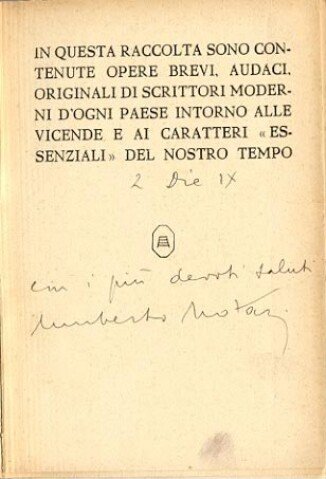 IN QUESTA RACCOLTA SONO CON-
TENUTE OPERE BREVI, AUDACI,
ORIGINALI DI SCRITTORI MODER-
NI D'OGNI PAESE INTORNO ALLE
VICENDE E AI CARATTERI «ES-
SENZIALI» DEL NOSTRO TEMPO
2 Dic IX
con i più devoti saluti
Umberto Notari